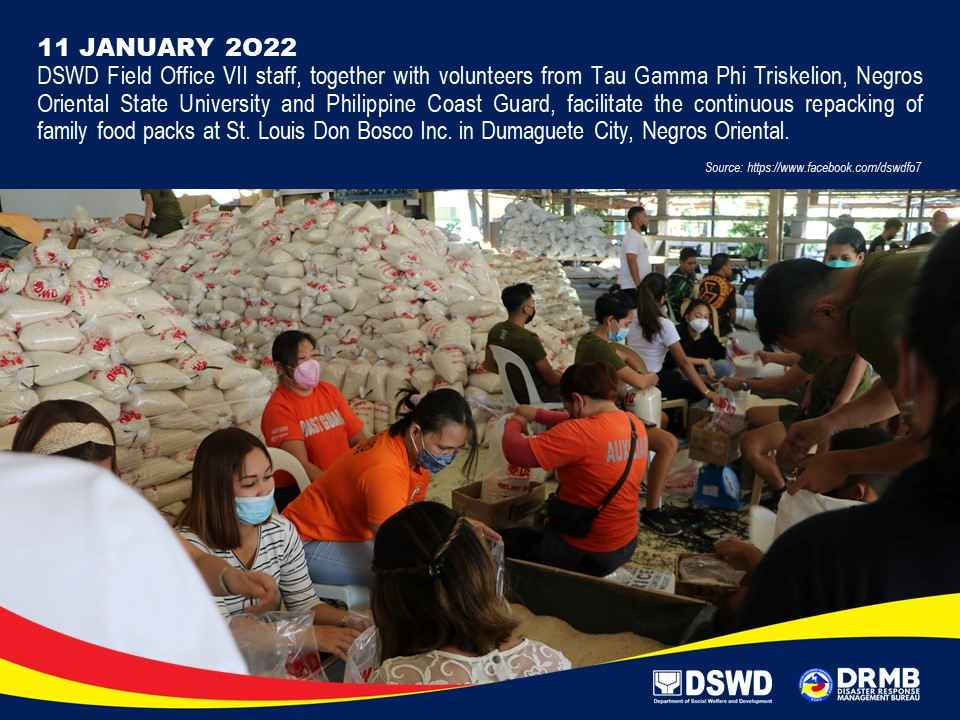 11 JANUARY 2022
DSWD Field Office VII staff, together with volunteers from Tau Gamma Phi Triskelion, Negros
Oriental State University and Philippine Coast Guard, facilitate the continuous repacking of
family food packs at St. Louis Don Bosco Inc. in Dumaguete City, Negros Oriental.
Source: https://www.facebook.com/dswdfo7
DSWD
COAST GUARD
RICE
DSWD
Department of Social Welfare and Development
DRMB
DISASTER RESPONSE
MANAGEMENT BUREAU